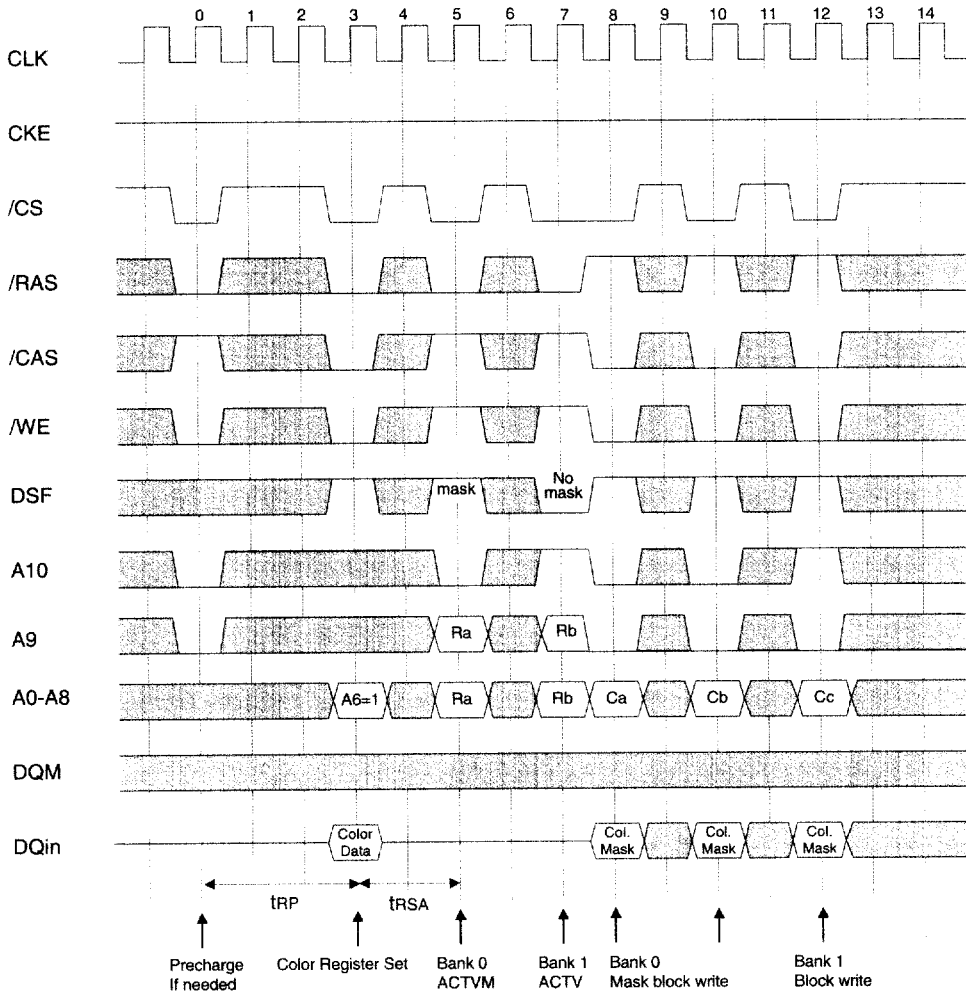 0 1 2 3 4 5 6 7 8 9 10 11 12 13 14
CLK
CKE
/CS
/RAS
/CAS
/WE
DSF
mask
No
mask
A10
A9
Ra
Rb
A0-A8
A6=1
Ra
Rb
Ca
Cb
Cc
DQM
DQin
Color
Data
Col.
Mask
Col.
Mask
Col.
Mask
tRP
tRSA
Precharge
If needed
Color Register Set
Bank 0
ACTVM
Bank 1
ACTV
Bank 0
Mask block write
Bank 1
Block write